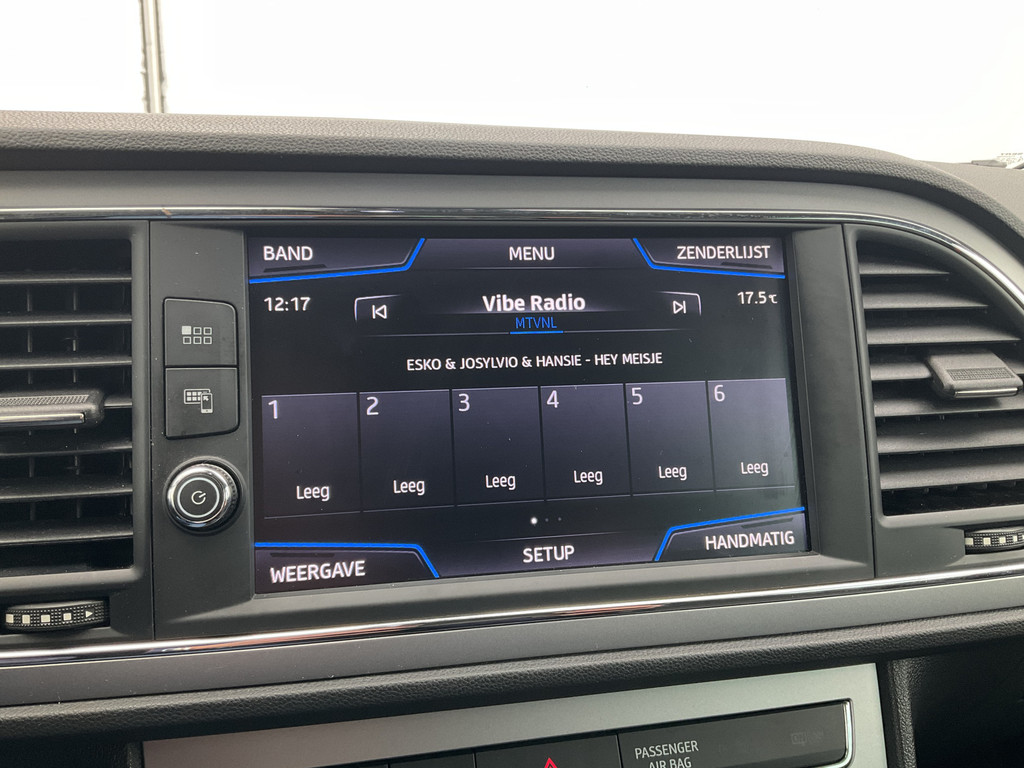 BAND MENU ZENDERLIJST
12:17 Vibe Radio 17.5℃
MTVNL
ESKO & JOSYLVIO & HANSIE - HEY MEISJE
1 2 3 4 5 6
Leeg Leeg Leeg Leeg Leeg Leeg
WEERGAVE SETUP HANDMATIG
PASSENGER
AIR BAG